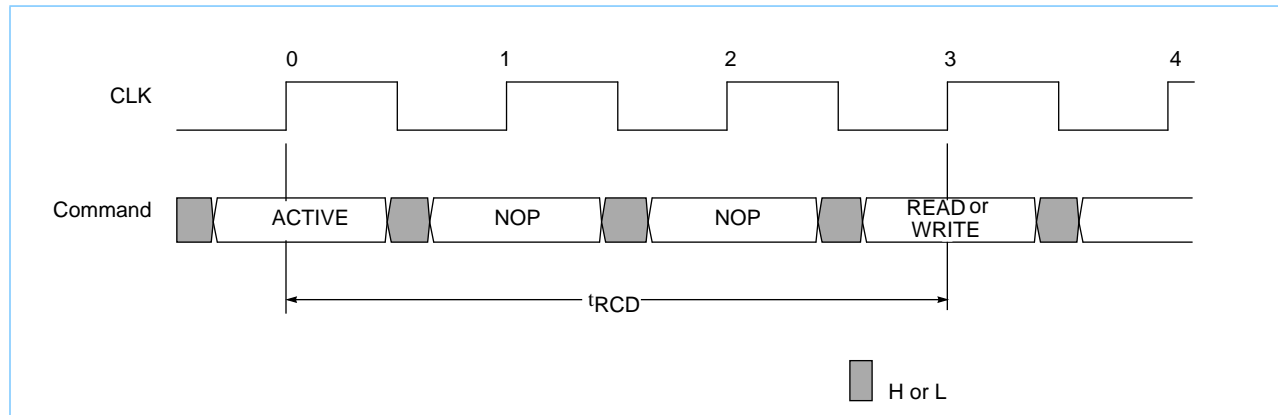 0 1 2 3 4
CLK
Command
ACTIVE NOP NOP READ or
WRITE
tRCD
H or L